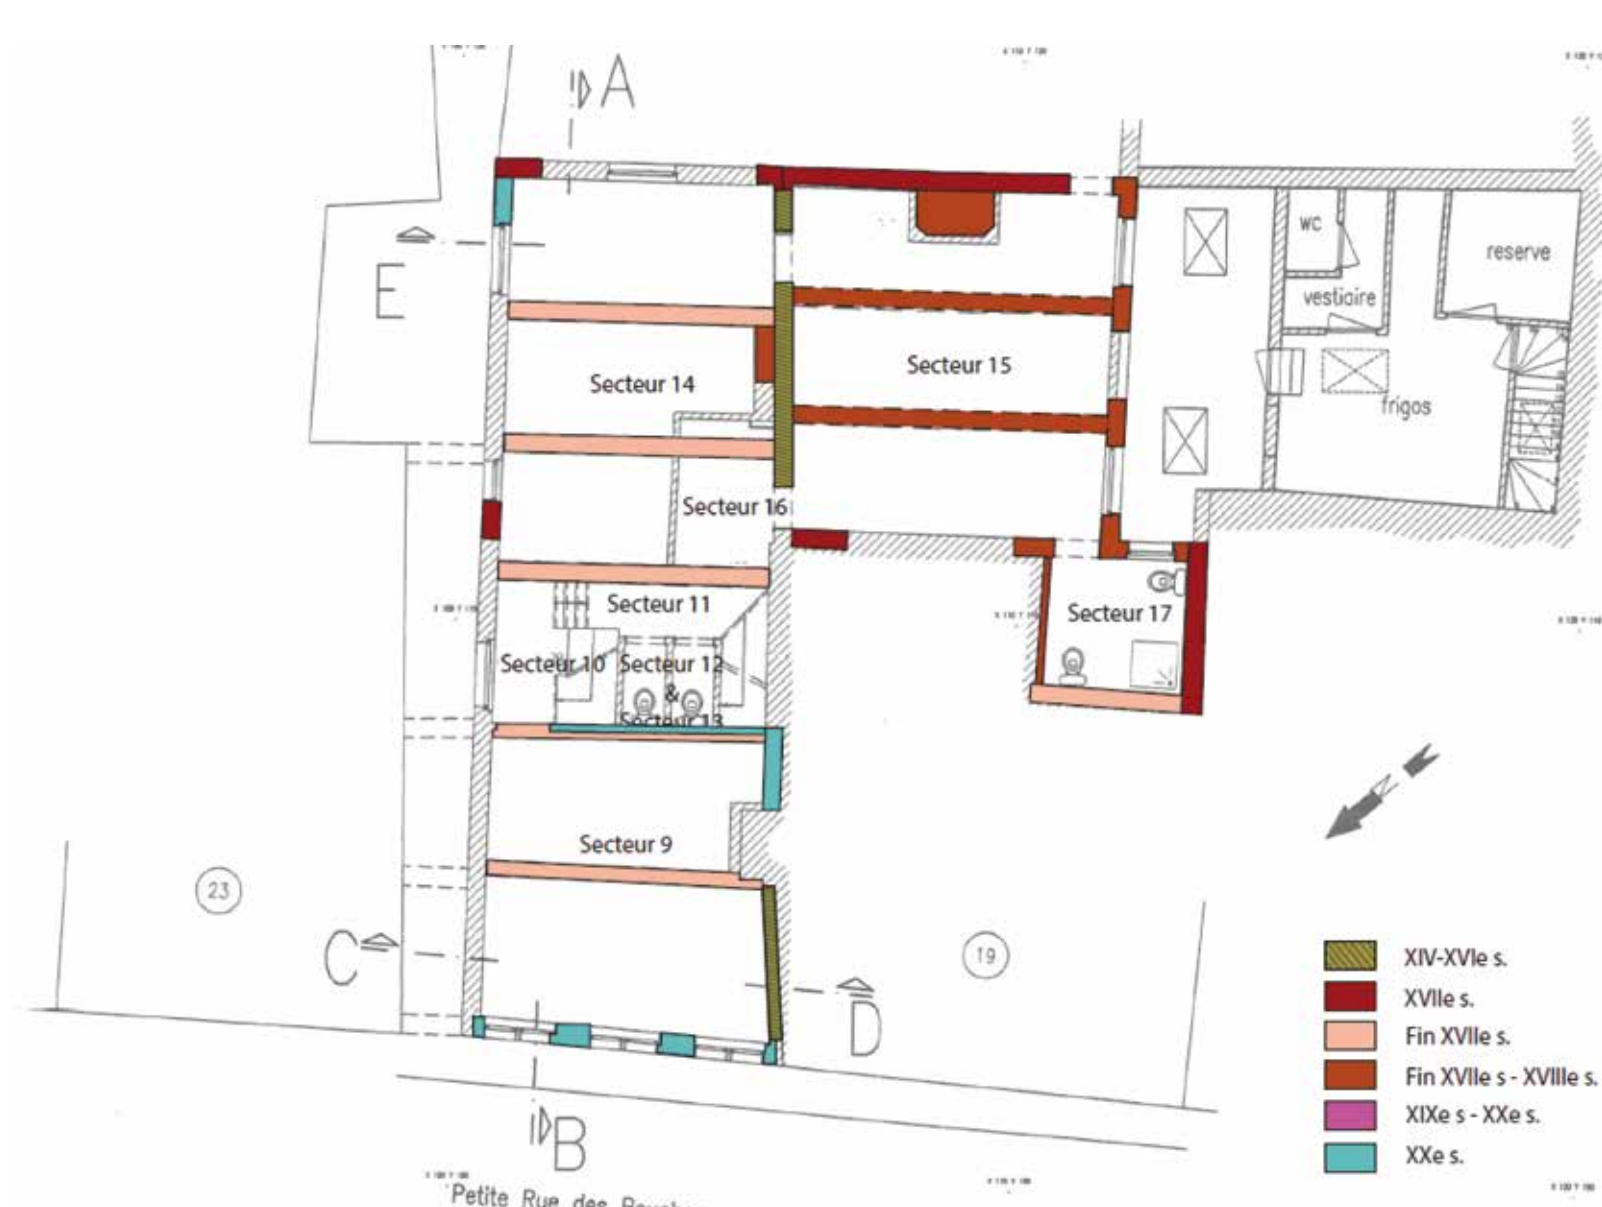 A
E
wc
reserve
vestiaire
Secteur 14
Secteur 15
frigos
Secteur 16
Secteur 11
Secteur 17
Secteur 10
Secteur 12
&
Secteur 13
Secteur 9
23
C
19
D
XIV-XVIe s.
XVIIe s.
Fin XVIIe s.
Fin XVIIe s - XVIIIe s.
XIXe s - XXe s.
XXe s.
B
Petite Rue des